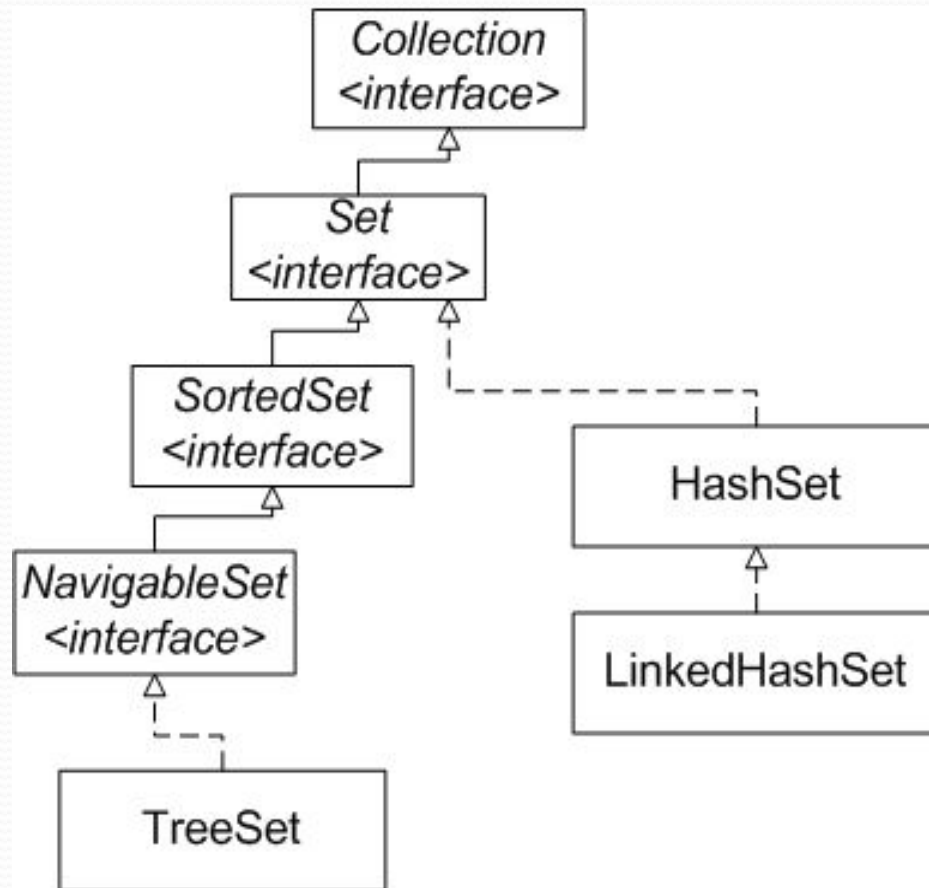 Collection
<interface>
Set
<interface>
SortedSet
<interface>
HashSet
NavigableSet
<interface>
LinkedHashSet
TreeSet